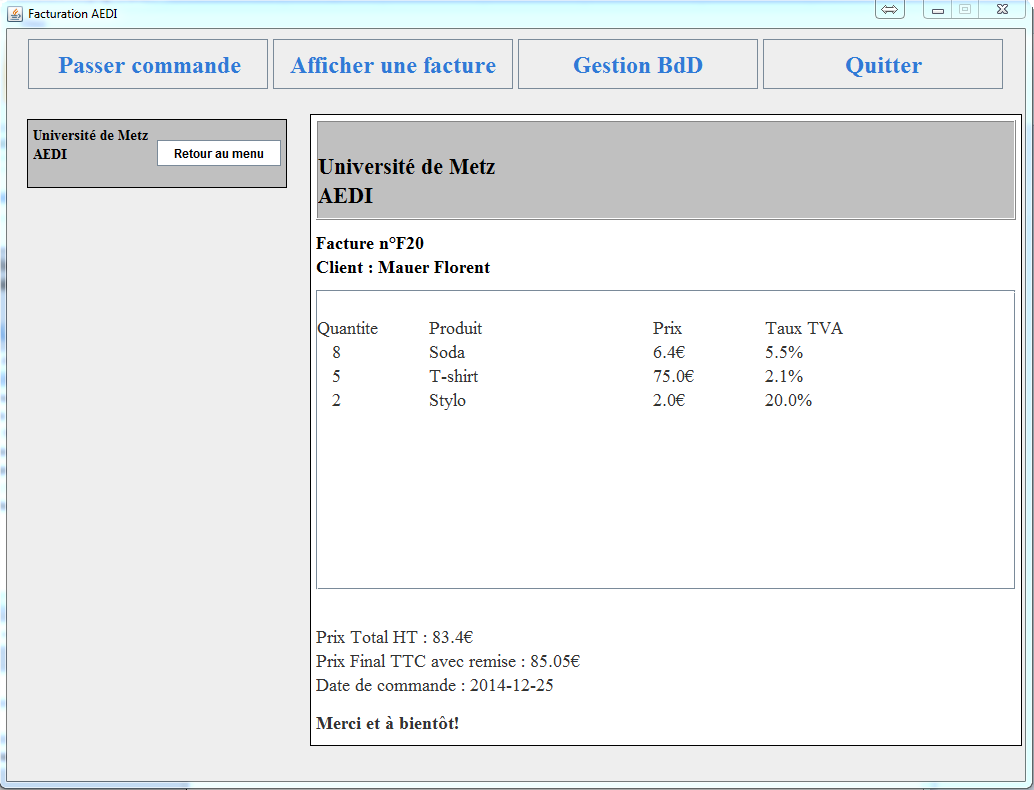 Facturation AEDI
Passer commande Afficher une facture Gestion BdD Quitter
Université de Metz
AEDI
Retour au menu
Université de Metz
AEDI
Facture n°F20
Client : Mauer Florent
Quantite Produit Prix Taux TVA
8 Soda 6.4€ 5.5%
5 T-shirt 75.0€ 2.1%
2 Stylo 2.0€ 20.0%
Prix Total HT : 83.4€
Prix Final TTC avec remise : 85.05€
Date de commande : 2014-12-25
Merci et à bientôt!